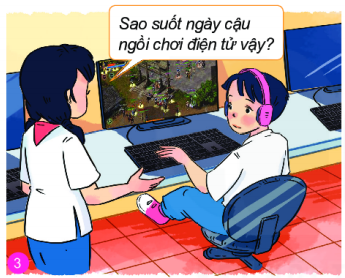 Sao suốt ngày cậu
ngồi chơi điện tử vậy?
3